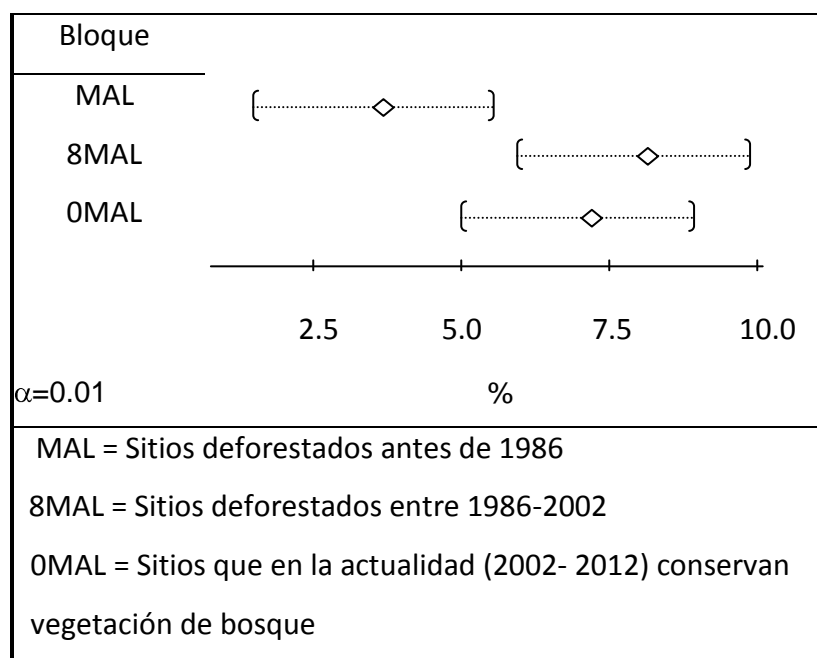 Bloque
MAL
8MAL
0MAL
2.5 5.0 7.5 10.0
α=0.01 %
MAL = Sitios deforestados antes de 1986
8MAL = Sitios deforestados entre 1986-2002
0MAL = Sitios que en la actualidad (2002- 2012) conservan
vegetación de bosque